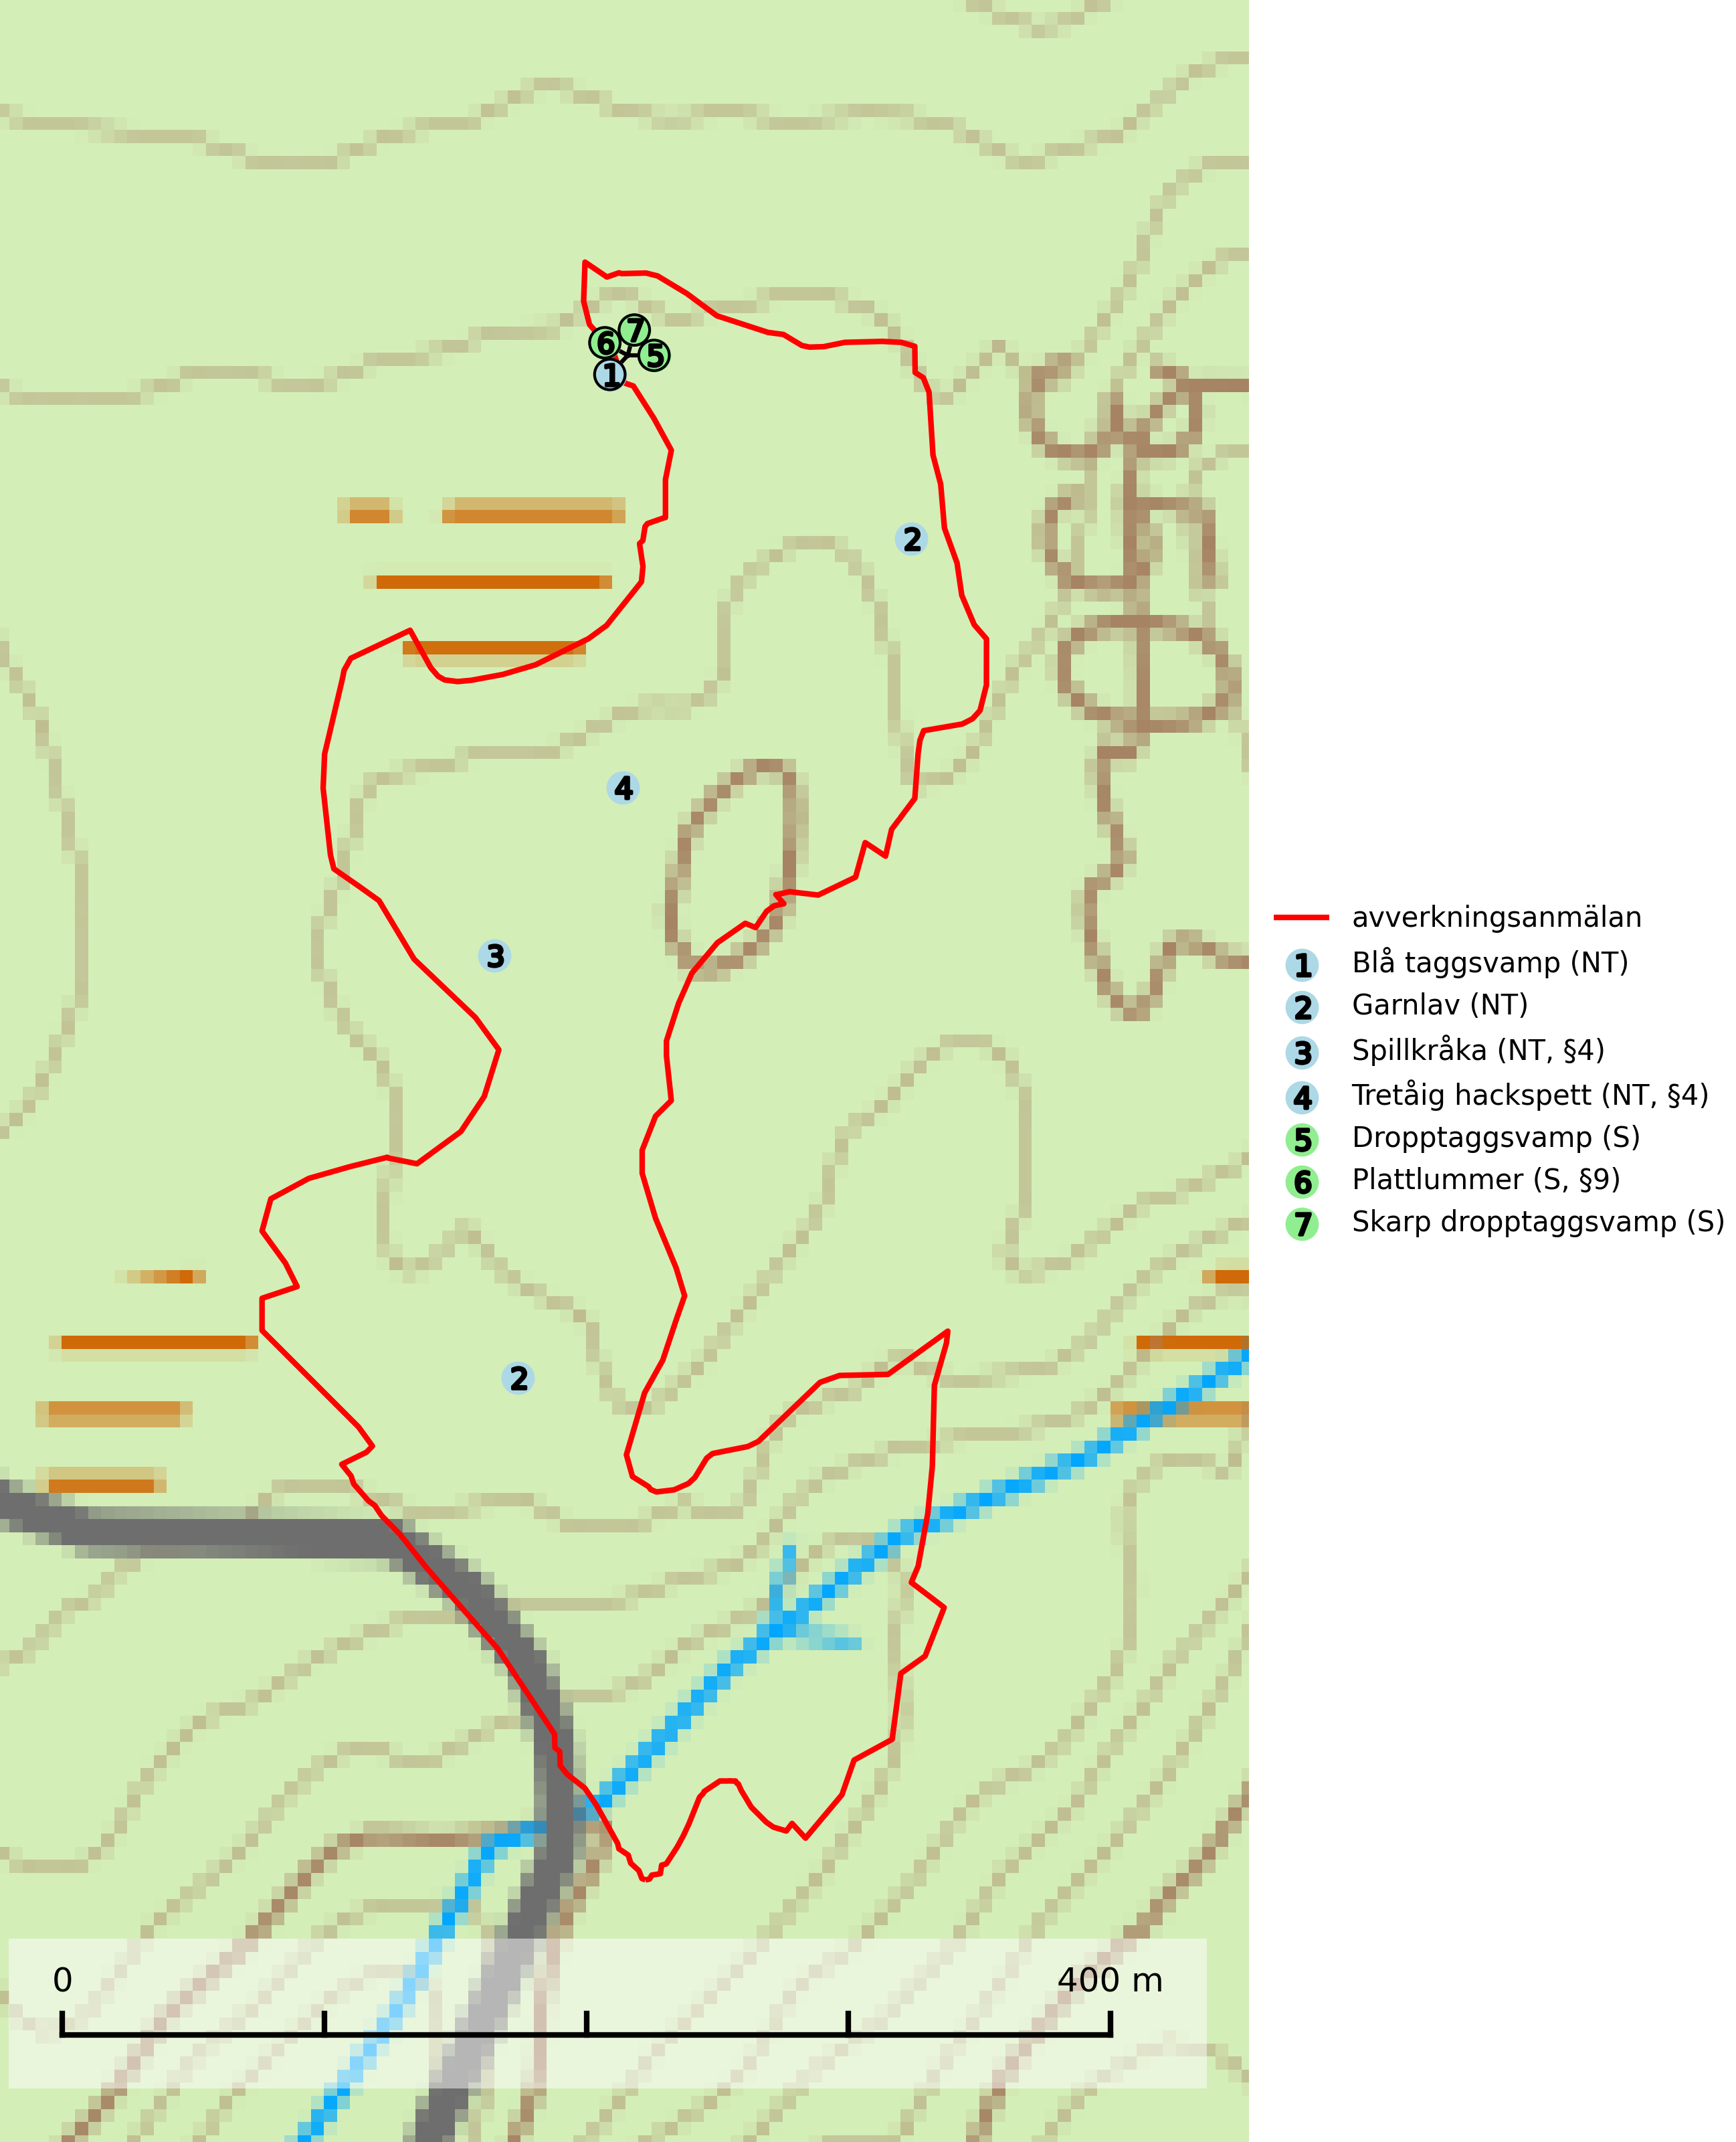 7
6
5
1
2
4
3
2
avverkningsanmälan
1 Blå taggsvamp (NT)
2 Garnlav (NT)
3 Spillkråka (NT, §4)
4 Tretåig hackspett (NT, §4)
5 Dropptaggsvamp (S)
6 Plattlummer (S, §9)
7 Skarp dropptaggsvamp (S)
0 400 m